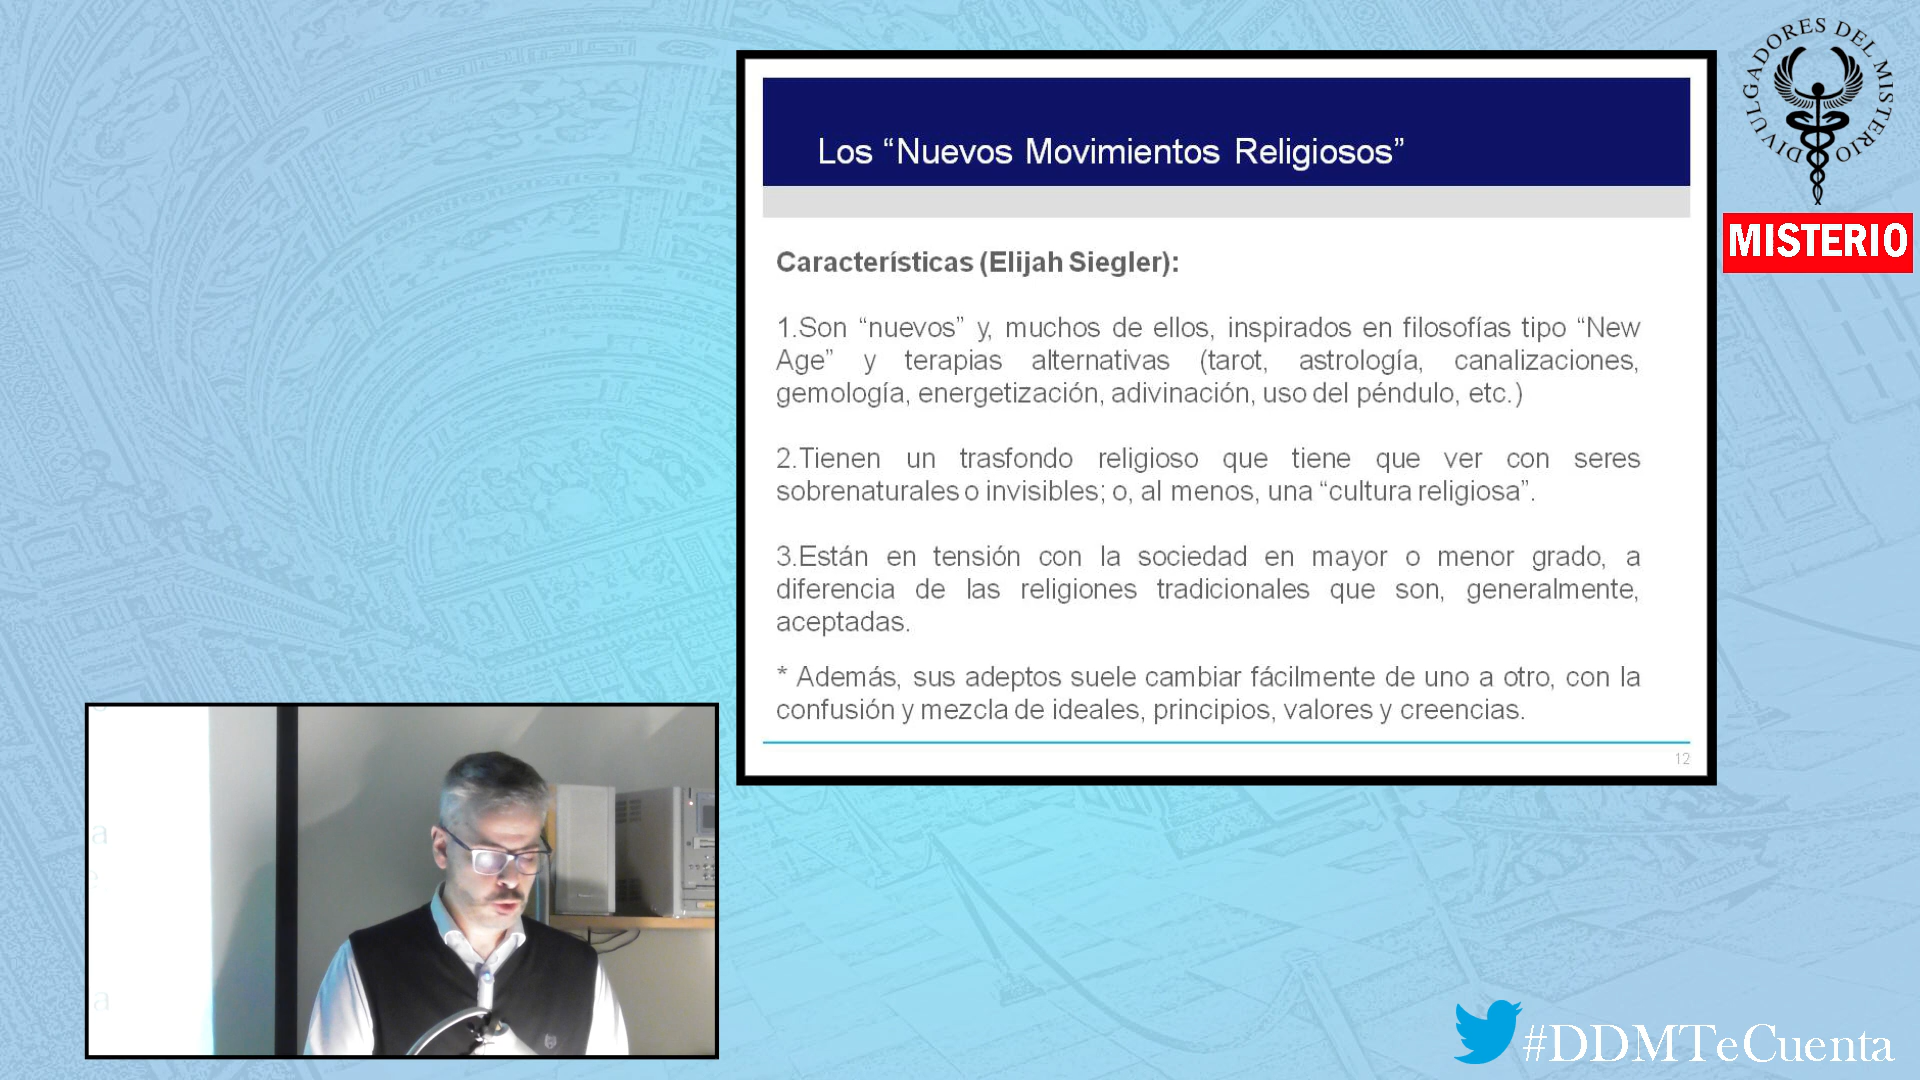 Los “Nuevos Movimientos Religiosos”
Características (Elijah Siegler):
1.Son “nuevos” y, muchos de ellos, inspirados en filosofías tipo “New
Age” y terapias alternativas (tarot, astrología, canalizaciones,
gemología, energetización, adivinación, uso del péndulo, etc.)
2.Tienen un trasfondo religioso que tiene que ver con seres
sobrenaturales o invisibles; o, al menos, una “cultura religiosa”.
3.Están en tensión con la sociedad en mayor o menor grado, a
diferencia de las religiones tradicionales que son, generalmente,
aceptadas.
* Además, sus adeptos suele cambiar fácilmente de uno a otro, con la
confusión y mezcla de ideales, principios, valores y creencias.
12
DIVULGADORES DEL MISTERIO
MISTERIO
a
a
#DDMTeCuenta